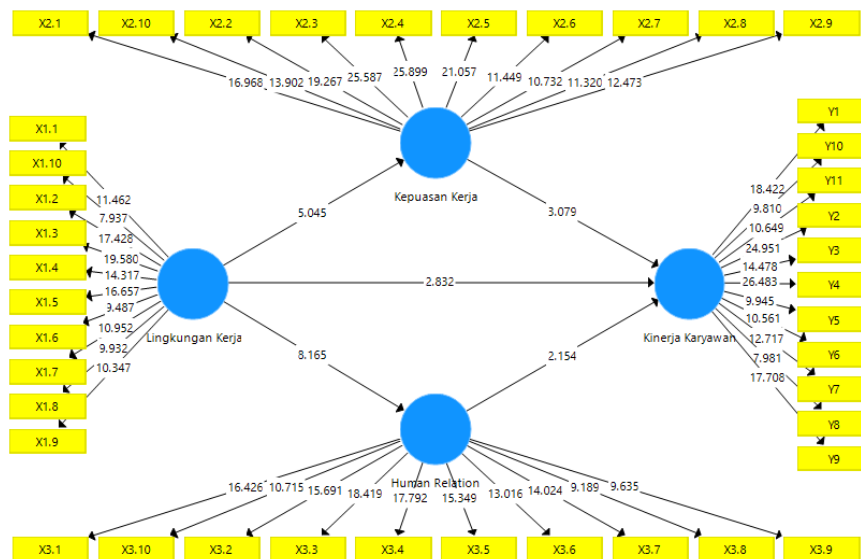 X2.1 X2.10 X2.2 X2.3 X2.4 X2.5 X2.6 X2.7 X2.8 X2.9
16.968 13.902 19.267 25.587 25.899 21.057 11.449 10.732 11.320 12.473
Kepuasan Kerja
X1.1
X1.10
X1.2
X1.3
X1.4
X1.5
X1.6
X1.7
X1.8
X1.9
11.462
7.937
17.428
19.580
14.317
16.657
9.487
10.952
9.932
10.347
Lingkungan Kerja
5.045
3.079
2.832
8.165
2.154
Kinerja Karyawan
18.422
9.810
10.649
24.951
14.478
26.483
9.945
10.561
12.717
7.981
17.708
Y1
Y10
Y11
Y2
Y3
Y4
Y5
Y6
Y7
Y8
Y9
Human Relation
16.426 10.715 15.691 18.419 17.792 15.349 13.016 14.024 9.189 9.635
X3.1 X3.10 X3.2 X3.3 X3.4 X3.5 X3.6 X3.7 X3.8 X3.9